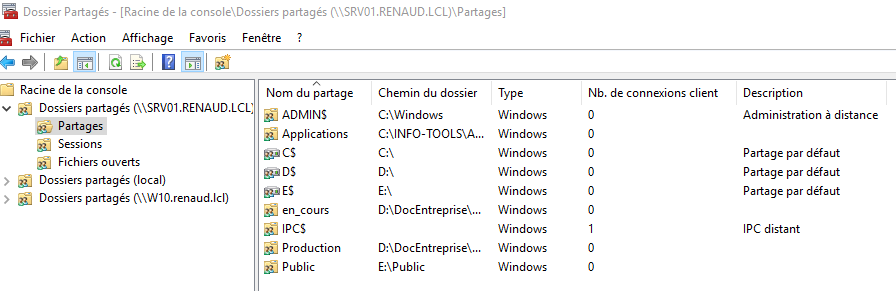 Dossier Partagés - [Racine de la console\Dossiers partagés (\\SRV01.RENAUD.LCL)\Partages]
Fichier Action Affichage Favoris Fenêtre ?
Racine de la console
Dossiers partagés (\\SRV01.RENAUD.LCL)
Partages
Sessions
Fichiers ouverts
Dossiers partagés (local)
Dossiers partagés (\\W10.renaud.lcl)
Nom du partage Chemin du dossier Type Nb. de connexions client Description
ADMIN$ C:\Windows Windows 0 Administration à distance
Applications C:\INFO-TOOLS\A... Windows 0
C$ C:\ Windows 0 Partage par défaut
D$ D:\ Windows 0 Partage par défaut
E$ E:\ Windows 0 Partage par défaut
en_cours D:\DocEntreprise\... Windows 0
IPC$ Windows 1 IPC distant
Production D:\DocEntreprise\... Windows 0
Public E:\Public Windows 0